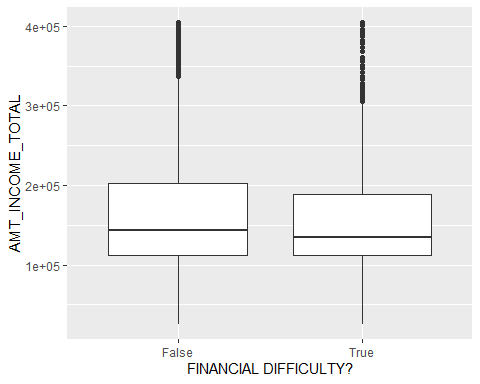 AMT_INCOME_TOTAL
4e+05
3e+05
2e+05
1e+05
False True
FINANCIAL DIFFICULTY?